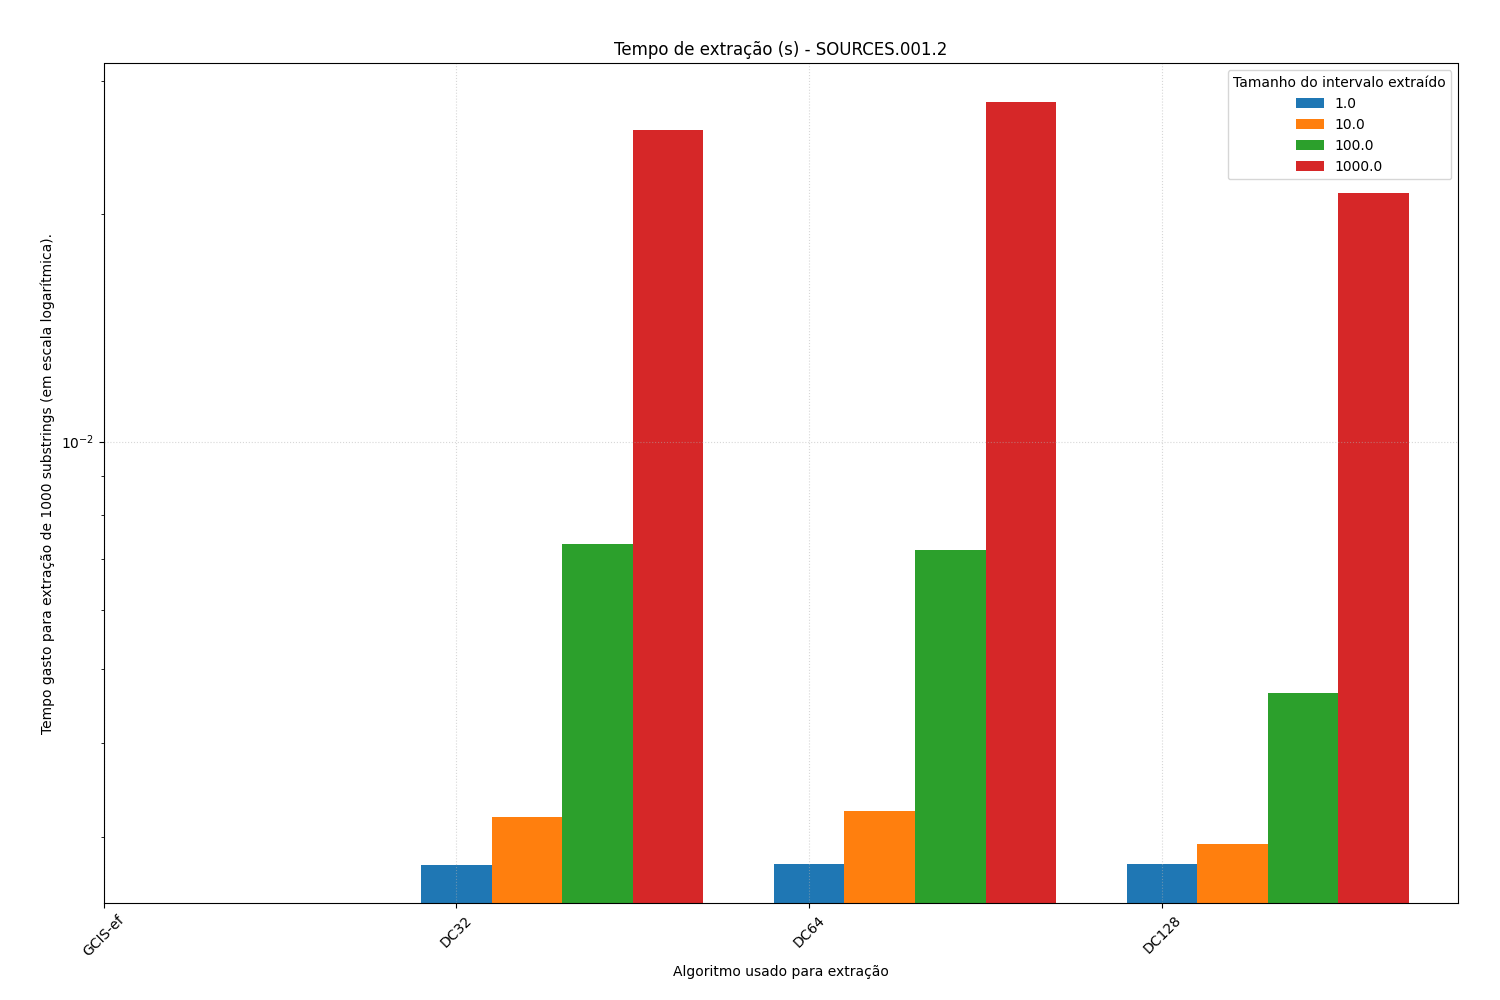 Tempo de extração (s) - SOURCES.001.2
Tamanho do intervalo extraído
1.0
10.0
100.0
1000.0
Tempo gasto para extração de 1000 substrings (em escala logarítmica).
10⁻²
GCIS-ef
DC32
DC64
DC128
Algoritmo usado para extração